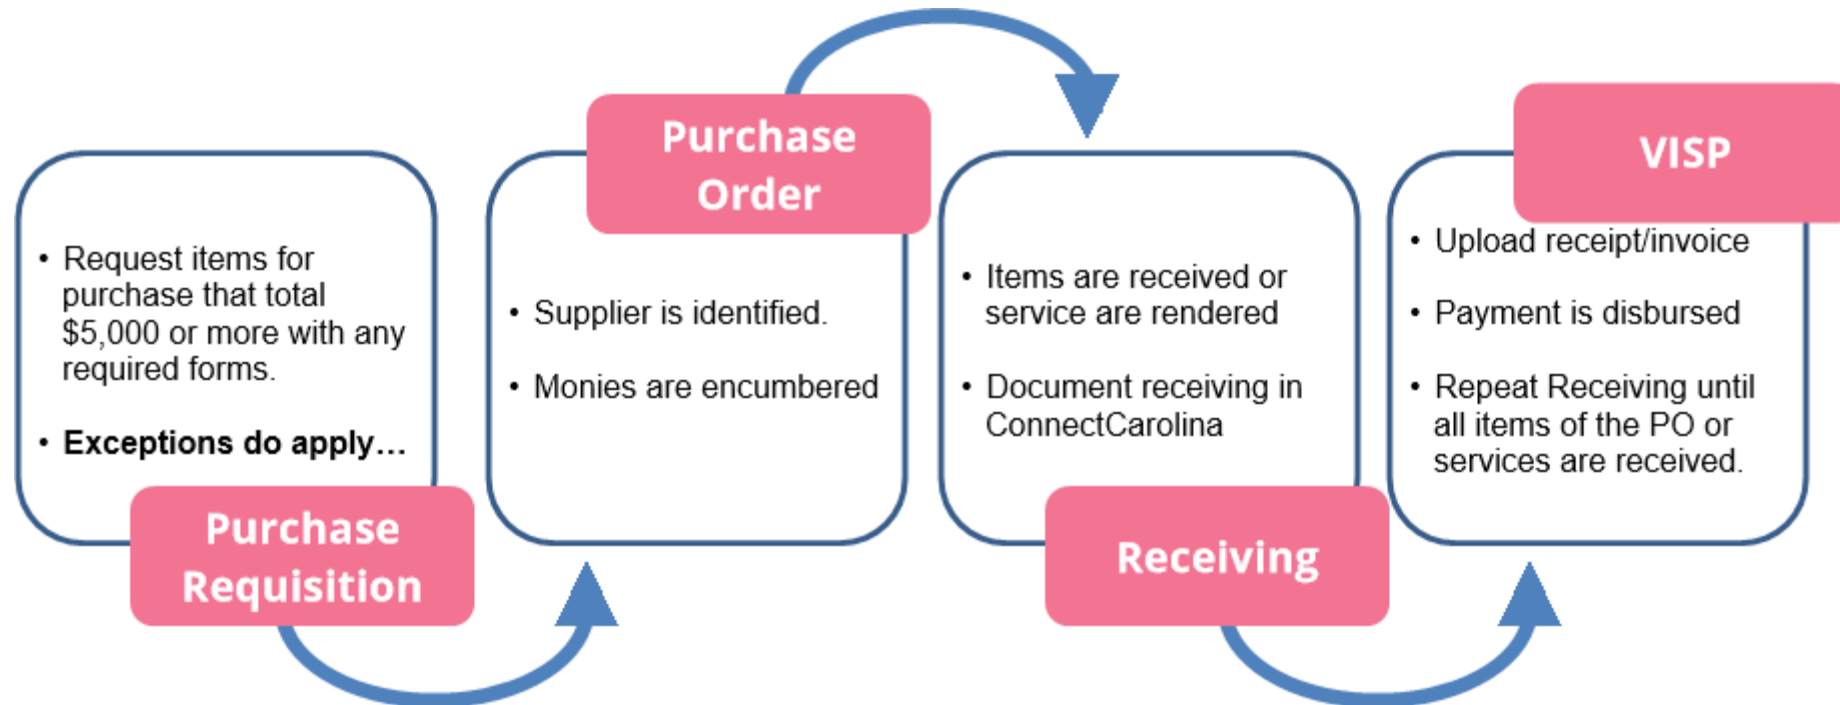 • Request items for
purchase that total
$5,000 or more with any
required forms.
• Exceptions do apply...
Purchase
Requisition
Purchase
Order
• Supplier is identified.
• Monies are encumbered
• Items are received or
service are rendered
• Document receiving in
ConnectCarolina
Receiving
VISP
• Upload receipt/invoice
• Payment is disbursed
• Repeat Receiving until
all items of the PO or
services are received.